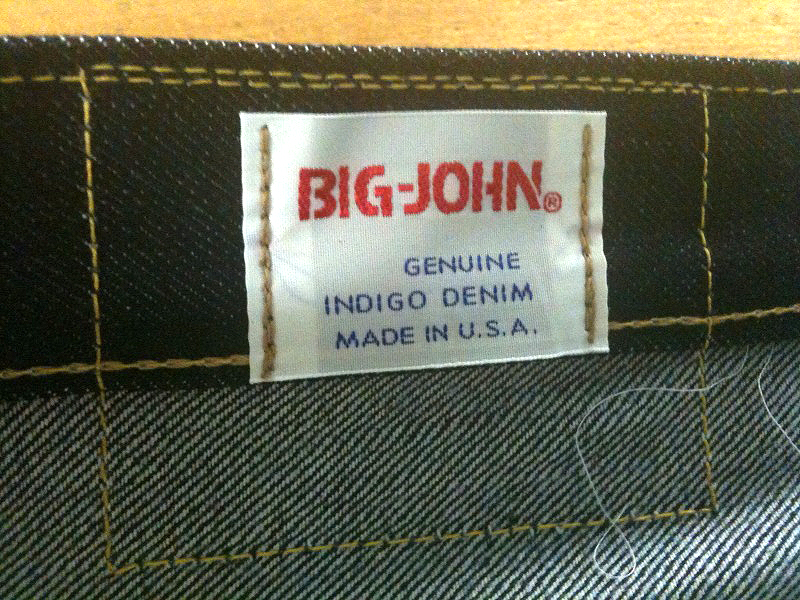 BIG-JOHN®
GENUINE
INDIGO DENIM
MADE IN U.S.A.